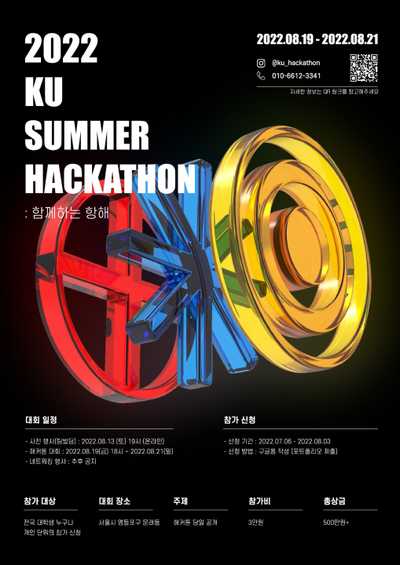 2022
KU
SUMMER
HACKATHON
: 함께하는 항해
2022.08.19 - 2022.08.21
@ku_hackathon
010-6612-3341
자세한 정보는 QR 링크를 참고해주세요
대회 일정
- 사전 행사(팀빌딩) : 2022.08.13 (토) 19시 (온라인)
- 해커톤 대회 : 2022.08.19(금) 18시 ~ 2022.08.21(일)
- 네트워킹 행사 : 추후 공지
참가 신청
- 신청 기간 : 2022.07.06 - 2022.08.03
- 신청 방법 : 구글폼 작성 (포트폴리오 제출)
참가 대상
전국 대학생 누구나
개인 단위의 참가 신청
대회 장소
서울시 영등포구 문래동
주제
해커톤 당일 공개
참가비
3만원
총상금
500만원+